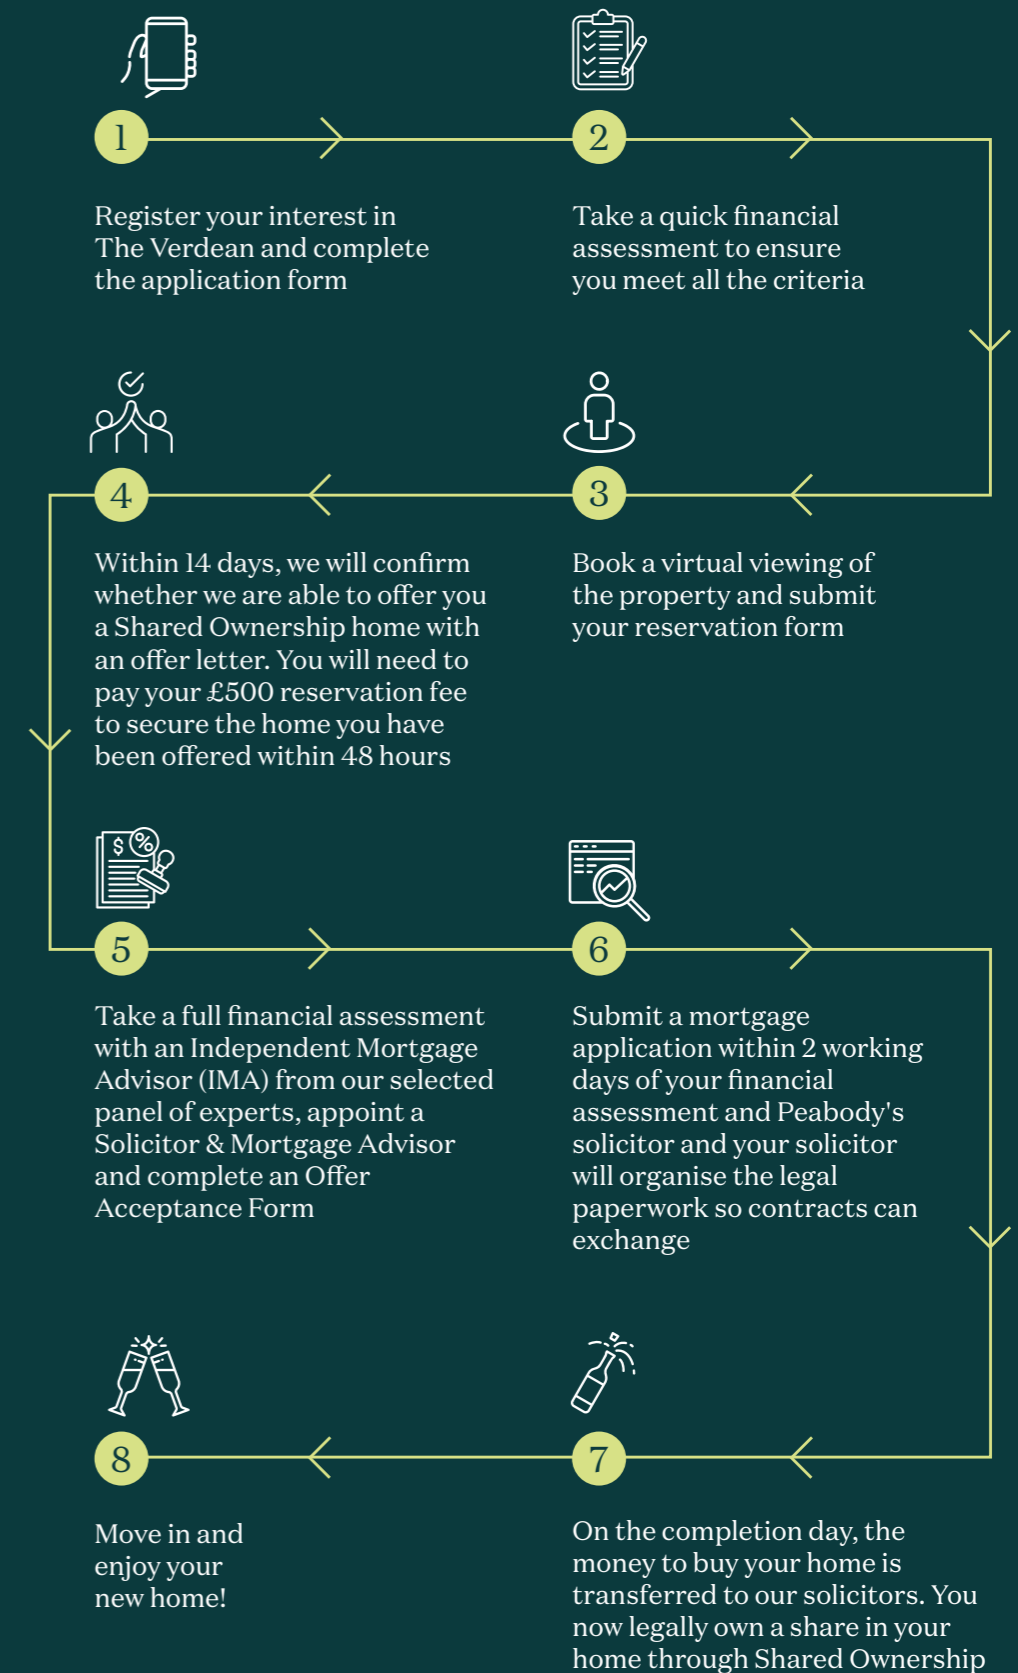 1
Register your interest in
The Verdean and complete
the application form
2
Take a quick financial
assessment to ensure
you meet all the criteria
3
Book a virtual viewing of
the property and submit
your reservation form
4
Within 14 days, we will confirm
whether we are able to offer you
a Shared Ownership home with
an offer letter. You will need to
pay your £500 reservation fee
to secure the home you have
been offered within 48 hours
$ %
5
Take a full financial assessment
with an Independent Mortgage
Advisor (IMA) from our selected
panel of experts, appoint a
Solicitor & Mortgage Advisor
and complete an Offer
Acceptance Form
6
Submit a mortgage
application within 2 working
days of your financial
assessment and Peabody's
solicitor and your solicitor
will organise the legal
paperwork so contracts can
exchange
7
On the completion day, the
money to buy your home is
transferred to our solicitors. You
now legally own a share in your
home through Shared Ownership
8
Move in and
enjoy your
new home!